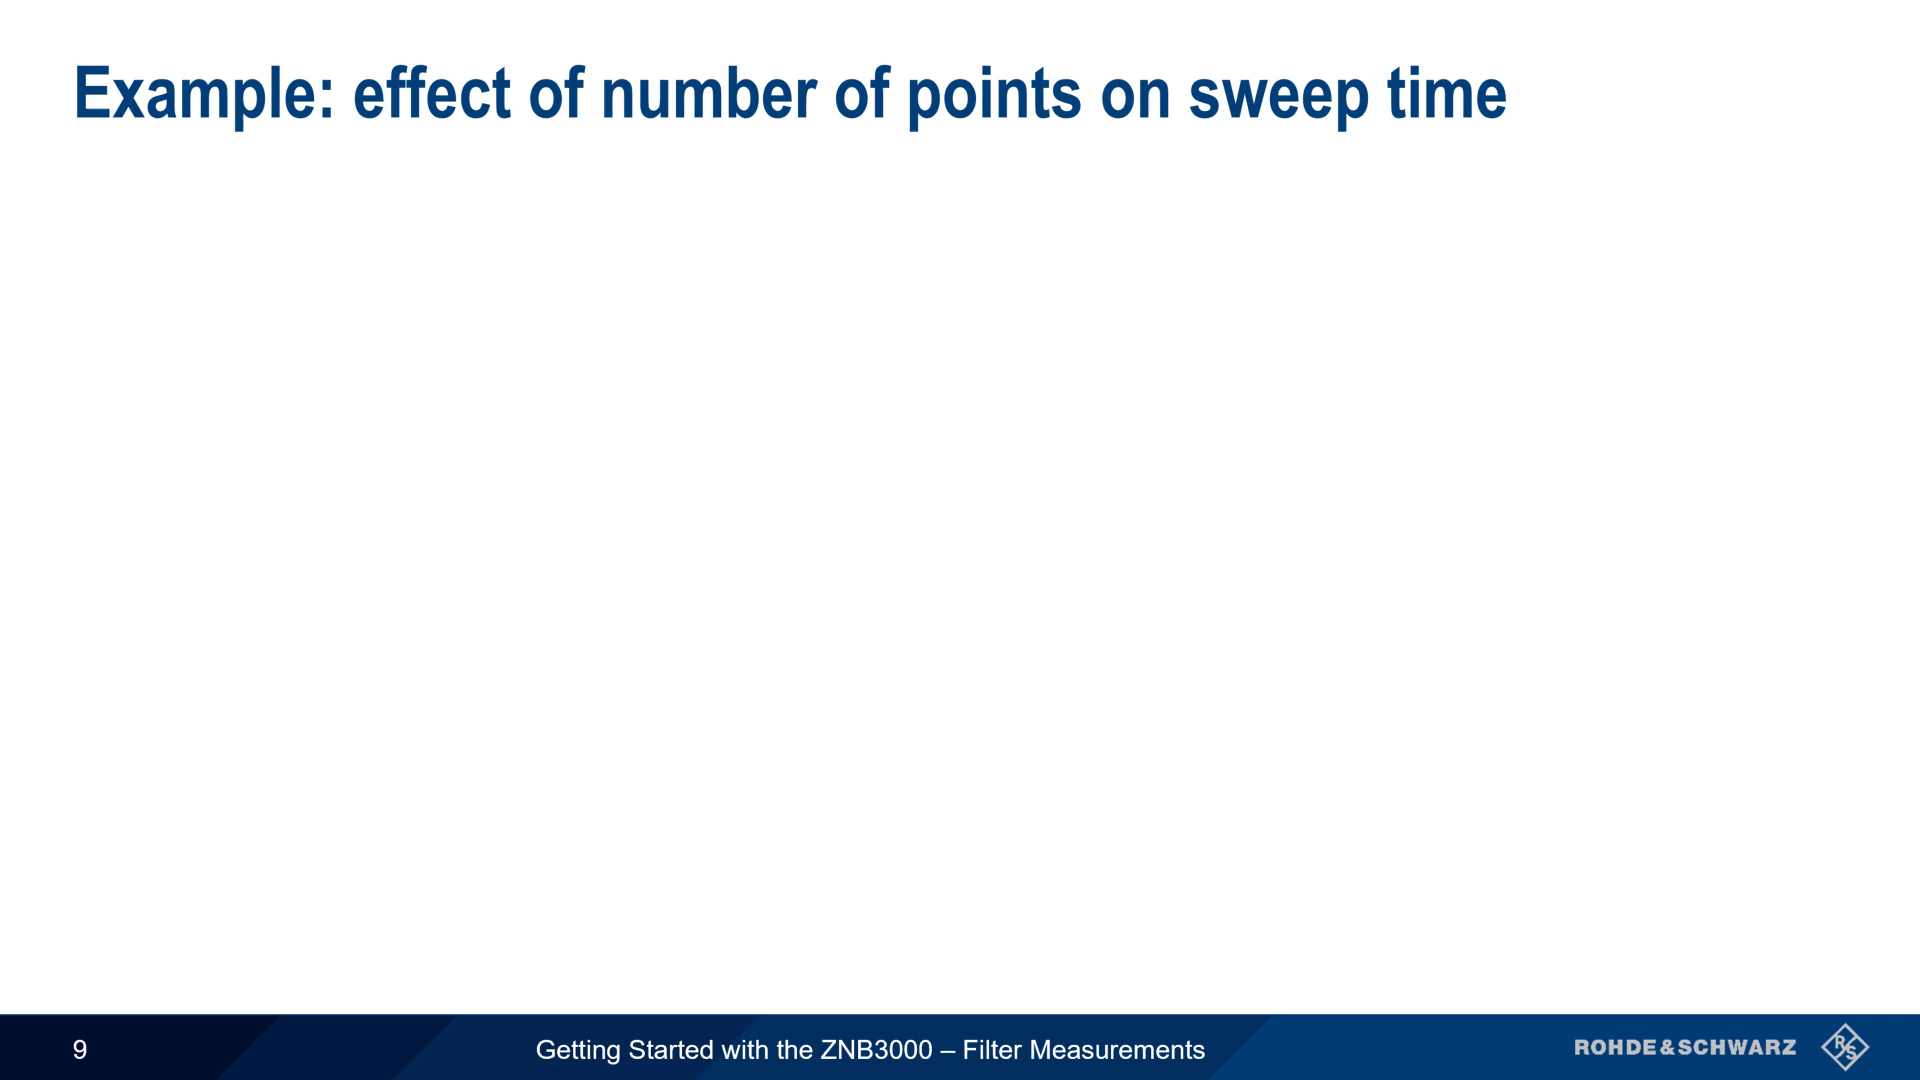 Example: effect of number of points on sweep time
9
Getting Started with the ZNB3000 – Filter Measurements
ROHDE&SCHWARZ
R&S